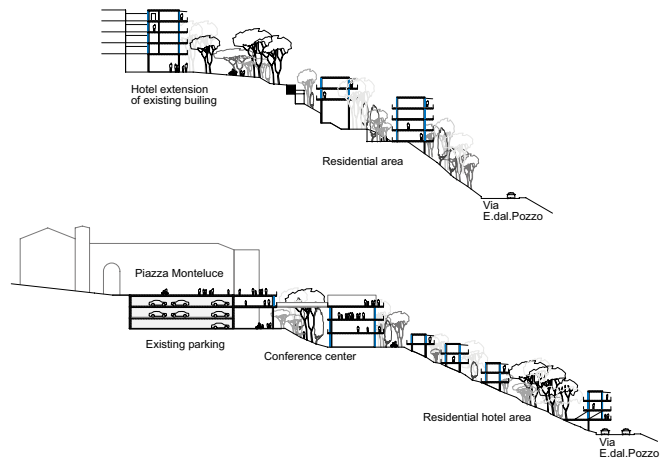 Hotel extension
of existing builing
Residential area
Via
E.dal.Pozzo
Piazza Monteluce
Existing parking
Conference center
Residential hotel area
Via
E.dal.Pozzo